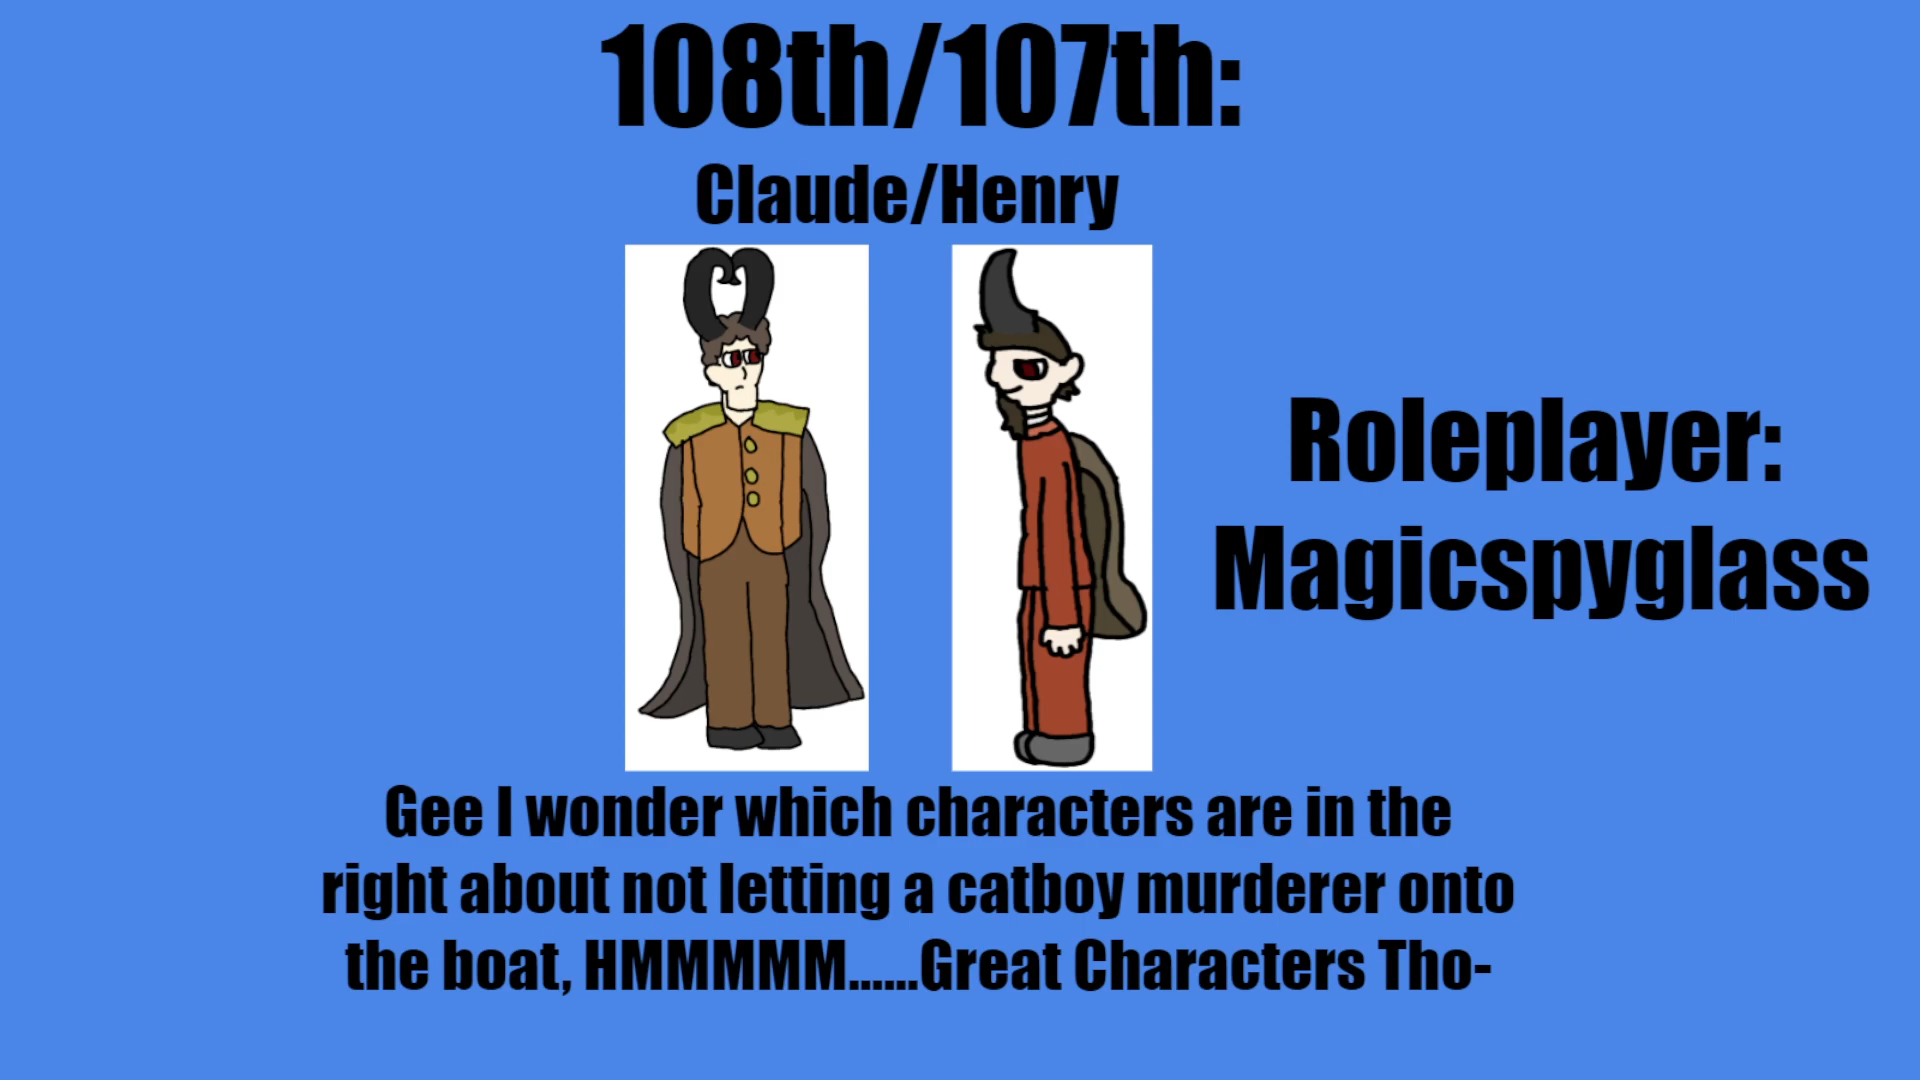 108th/107th:
Claude/Henry
Roleplayer:
Magicspyglass
Gee I wonder which characters are in the
right about not letting a catboy murderer onto
the boat, HMMMMM......Great Characters Tho-